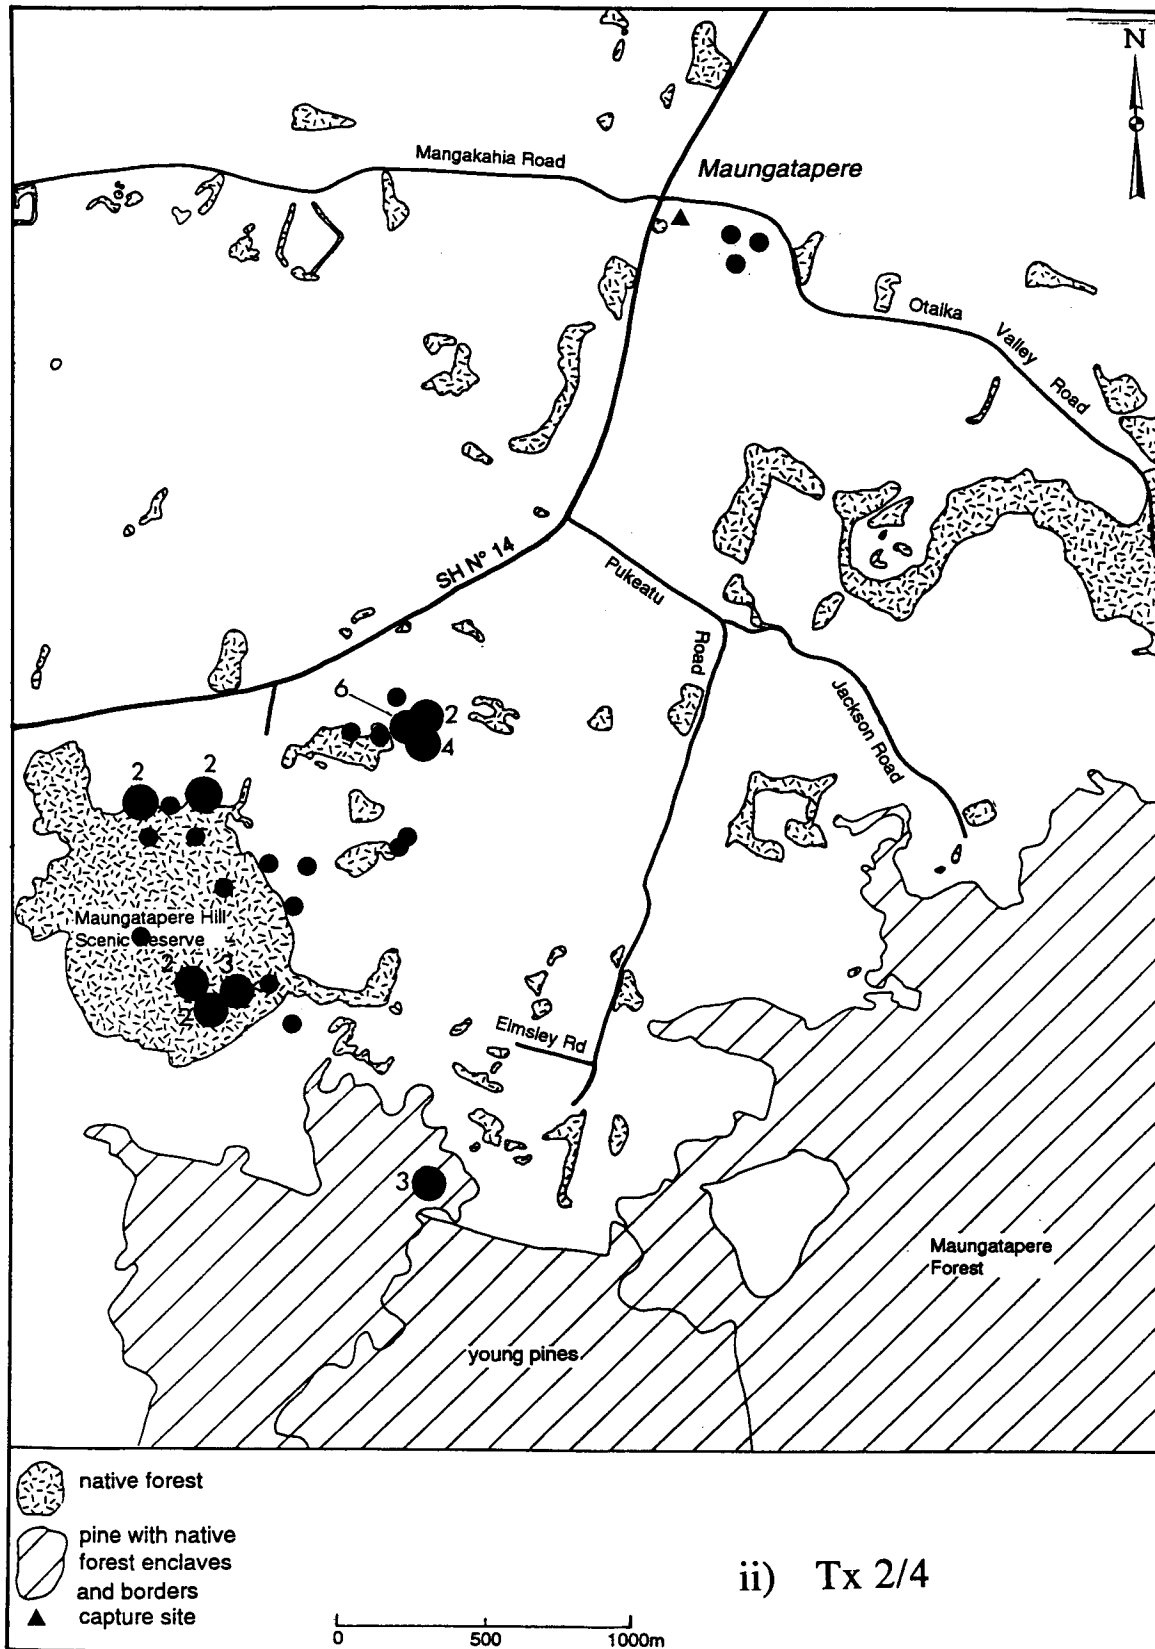 N
Mangakahia Road
Maungatapere
Otaika
Valley
Road
SH Nº 14
Pukeatu
Road
Jackson Road
6
2
4
2
2
Maungatapere Hill
Scenic Reserve
2
3
2
Elmsley Rd
3
Maungatapere
Forest
young pines
native forest
pine with native
forest enclaves
and borders
capture site
ii) Tx 2/4
0 500 1000m